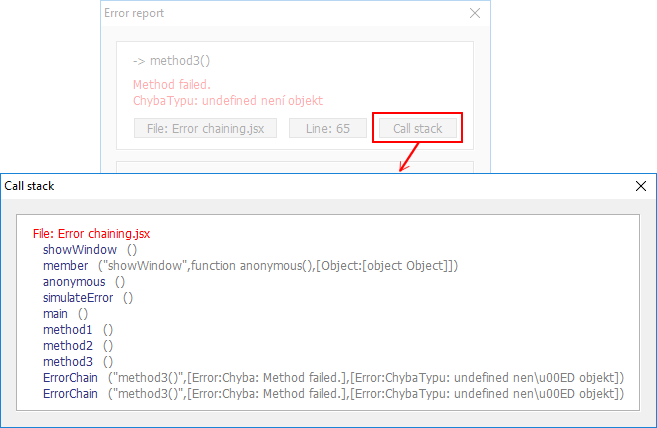 Error report
-> method3()
Method failed.
ChybaTypu: undefined není objekt
File: Error chaining.jsx
Line: 65
Call stack
Call stack
File: Error chaining.jsx
showWindow ()
member ("showWindow",function anonymous(),[Object:[object Object]])
anonymous ()
simulateError ()
main ()
method1 ()
method2 ()
method3 ()
ErrorChain ("method3()",[Error:Chyba: Method failed.],[Error:ChybaTypu: undefined nen\u00ED objekt])
ErrorChain ("method3()",[Error:Chyba: Method failed.],[Error:ChybaTypu: undefined nen\u00ED objekt])